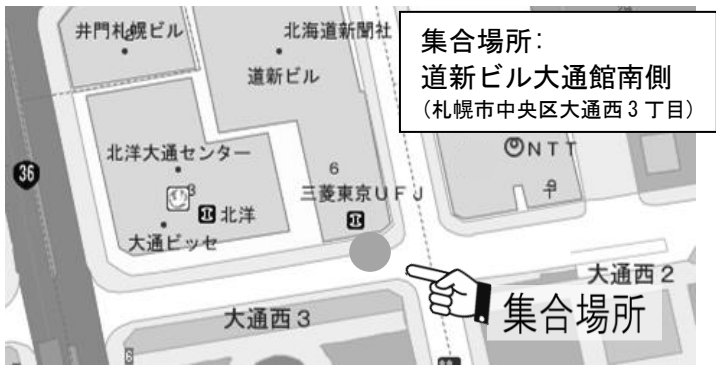 集合場所：
道新ビル大通館南側
（札幌市中央区大通西３丁目）
井門札幌ビル
2
北海道新聞社
道新ビル
NTT
北洋大通センター
6
3
三菱東京UFJ
9
36
北洋
大通ビッセ
大通西2
大通西3
集合場所
6